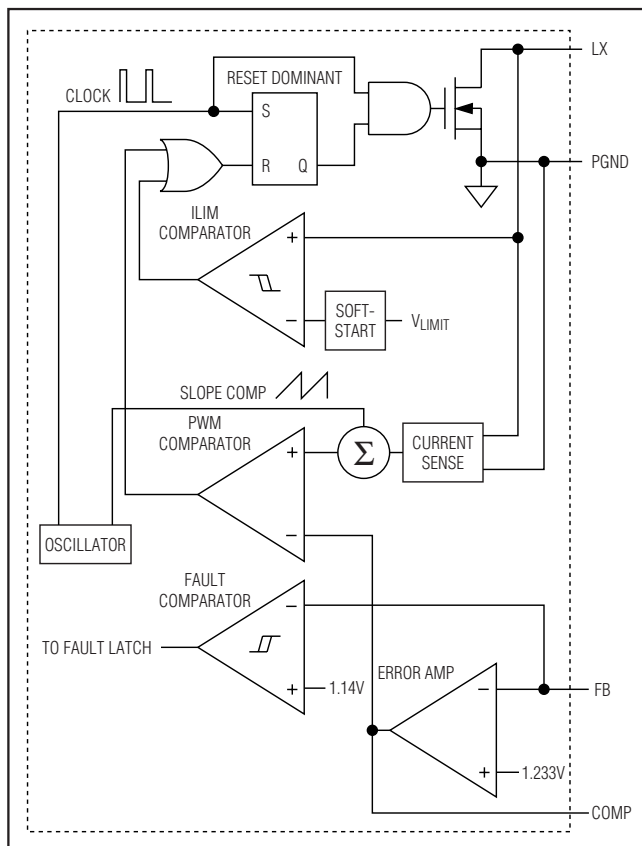 LX
RESET DOMINANT
CLOCK
S
R Q
PGND
ILIM
COMPARATOR
+
−
SOFT-
START
VLIMIT
SLOPE COMP
PWM
COMPARATOR
+
Σ
CURRENT
SENSE
−
OSCILLATOR
FAULT
COMPARATOR
−
TO FAULT LATCH
+
1.14V
ERROR AMP
−
FB
+
1.233V
COMP